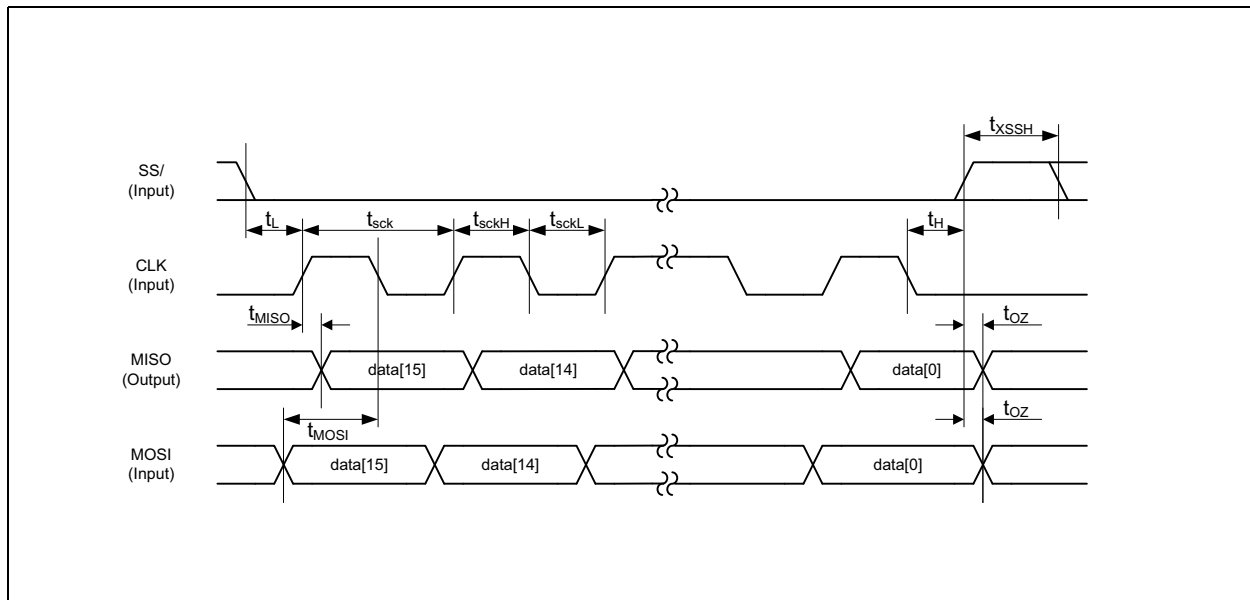 tXSSH
SS/
(Input)
tL
tsck
tsckH
tsckL
tH
CLK
(Input)
tMISO
tOZ
MISO
(Output)
data[15]
data[14]
data[0]
tMOSI
tOZ
MOSI
(Input)
data[15]
data[14]
data[0]